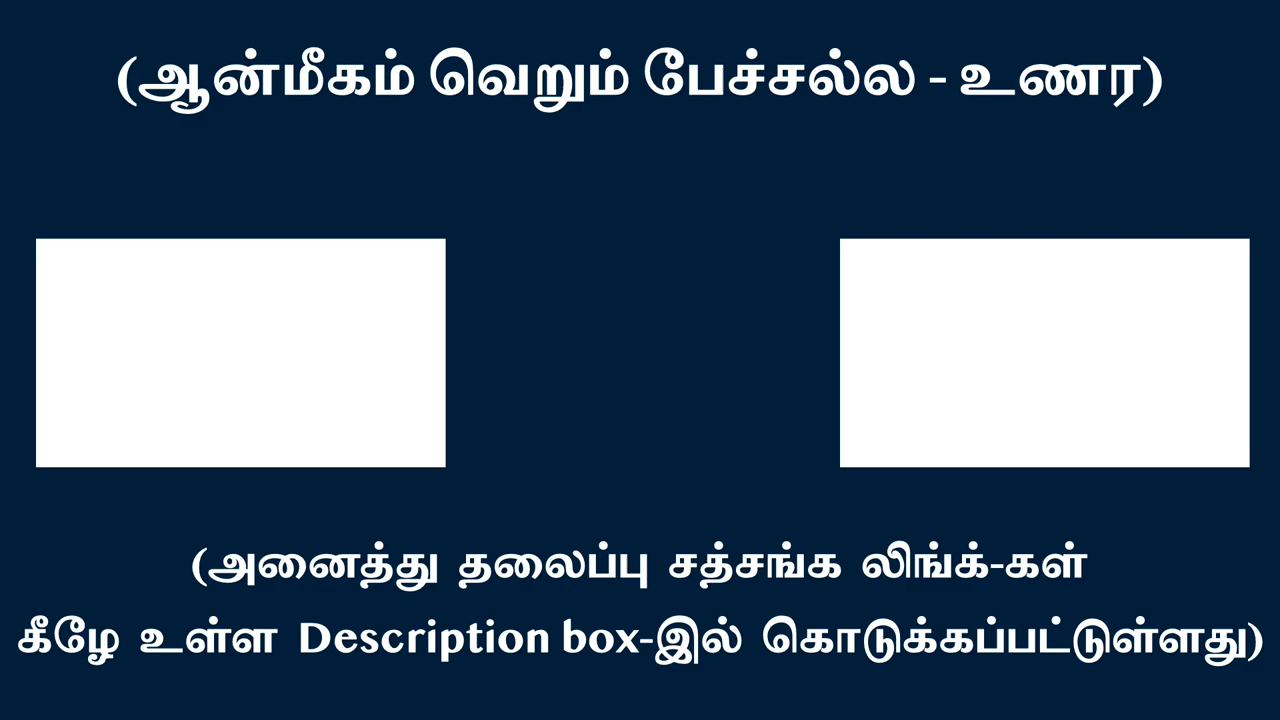 (ஆன்மீகம் வெறும் பேச்சல்ல - உணர)
(அனைத்து தலைப்பு சத்சங்க லிங்க்-கள்
கீழே உள்ள Description box-இல் கொடுக்கப்பட்டுள்ளது)